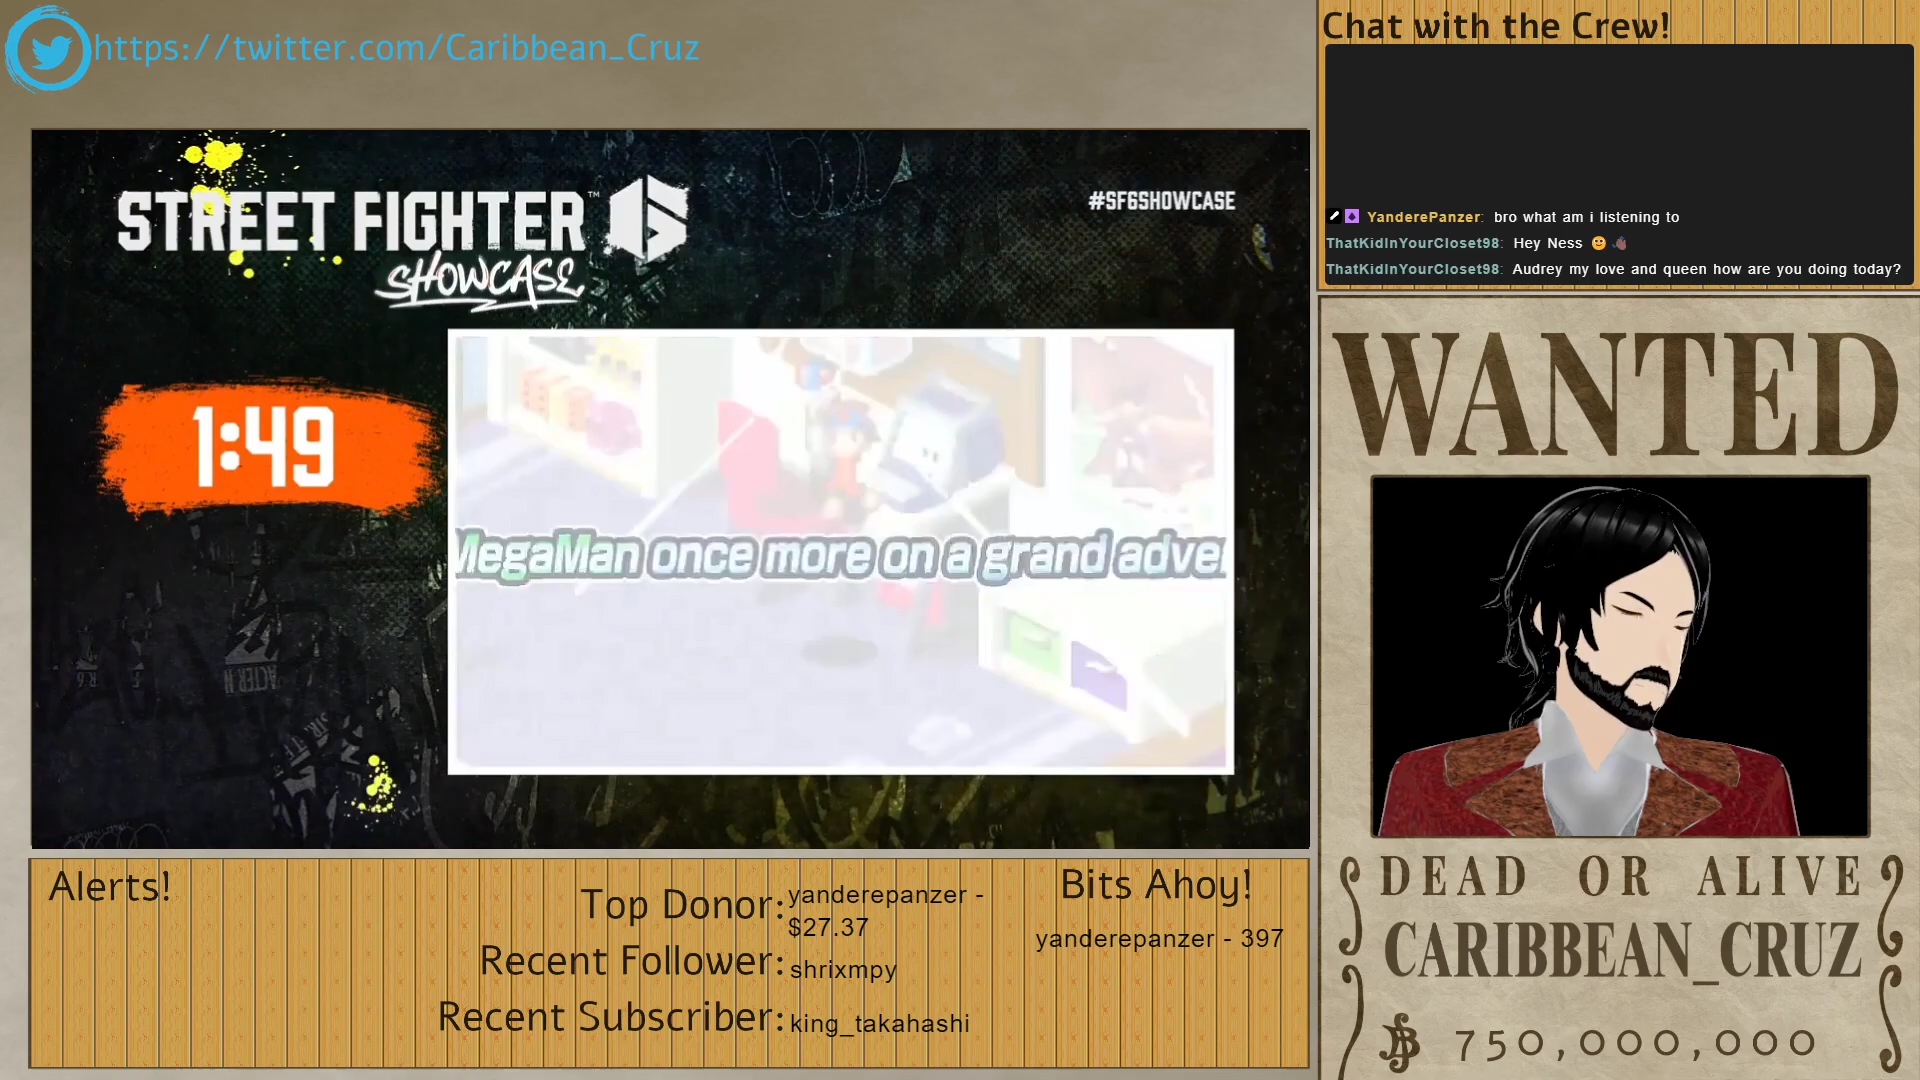 https://twitter.com/Caribbean_Cruz
STREET FIGHTER™ 6
SHOWCASE
#SF6SHOWCASE
1:49
MegaMan once more on a grand adve
Alerts!
Top Donor: yanderepanzer - $27.37
Recent Follower: shrixmpy
Recent Subscriber: king_takahashi
Bits Ahoy!
yanderepanzer - 397
Chat with the Crew!
YanderePanzer: bro what am i listening to
ThatKidInYourCloset98: Hey Ness
ThatKidInYourCloset98: Audrey my love and queen how are you doing today?
WANTED
DEAD OR ALIVE
CARIBBEAN_CRUZ
750,000,000